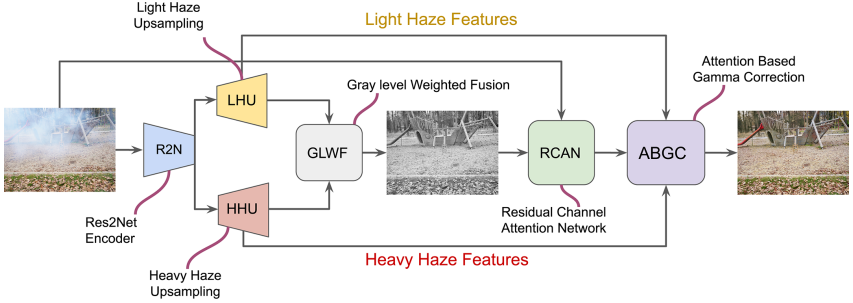 Light Haze
Upsampling
Light Haze Features
Attention Based
Gamma Correction
Gray level Weighted Fusion
LHU
R2N
GLWF
RCAN
ABGC
HHU
Res2Net
Encoder
Residual Channel
Attention Network
Heavy Haze Features
Heavy Haze
Upsampling